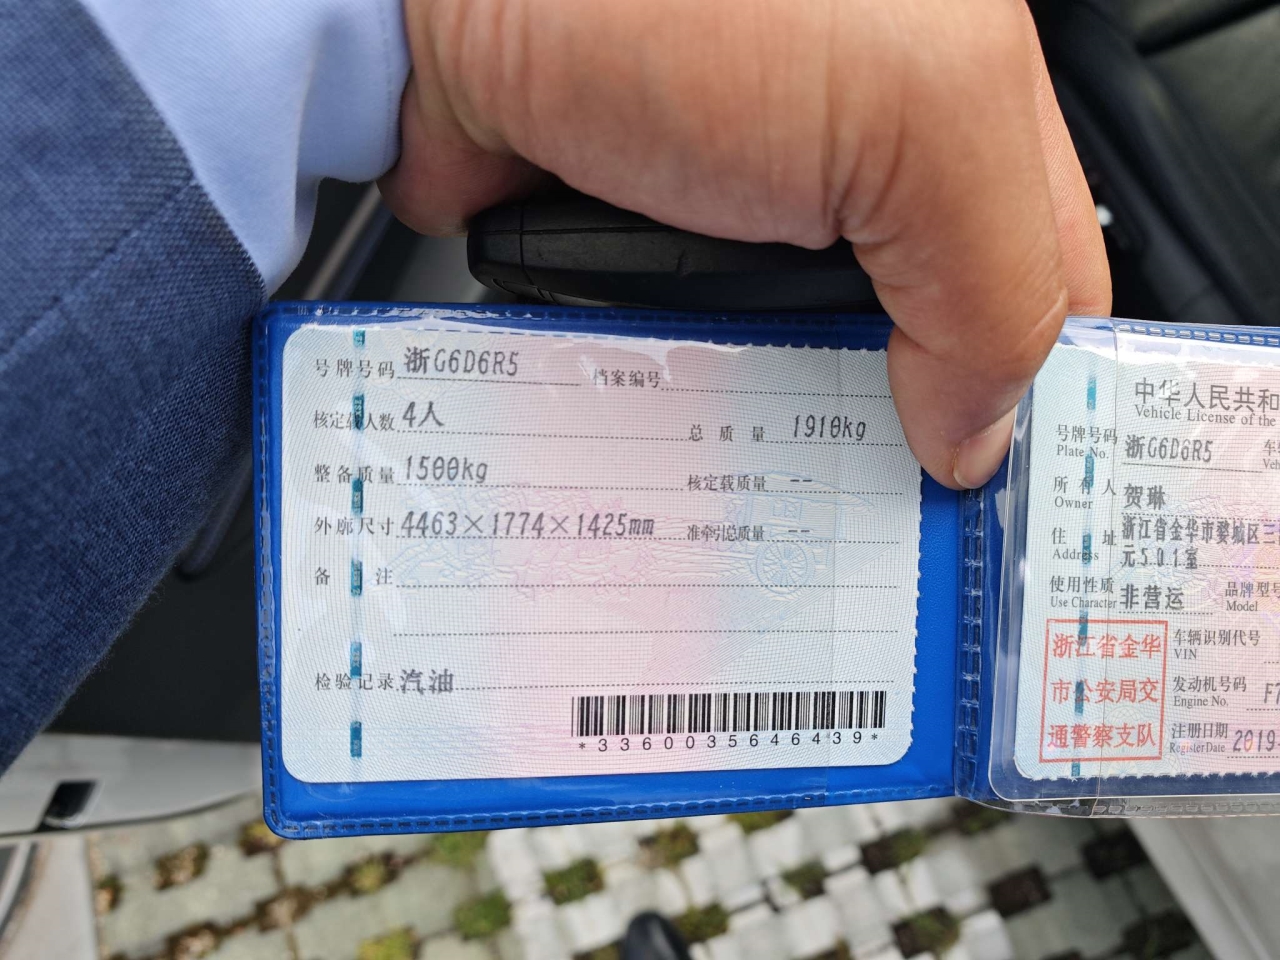 号牌号码 浙G6D6R5 档案编号
核定载人数 4人 总质量 1910kg
整备质量 1500kg 核定载质量 --
外廓尺寸 4463×1774×1425mm 准牵引总质量 --
备注
检验记录 汽油
*3360035646439*
中华人民共和
Vehicle License of the
号牌号码 浙G6D6R5
Plate No.
所有人 贺琳
Owner
住址 浙江省金华市婺城区三
Address 元501室
使用性质 非营运 品牌型号
Use Character Model
浙江省金华
市公安局交
通警察支队
车辆识别代号
VIN
发动机号码
Engine No.
注册日期 2019-
Register Date